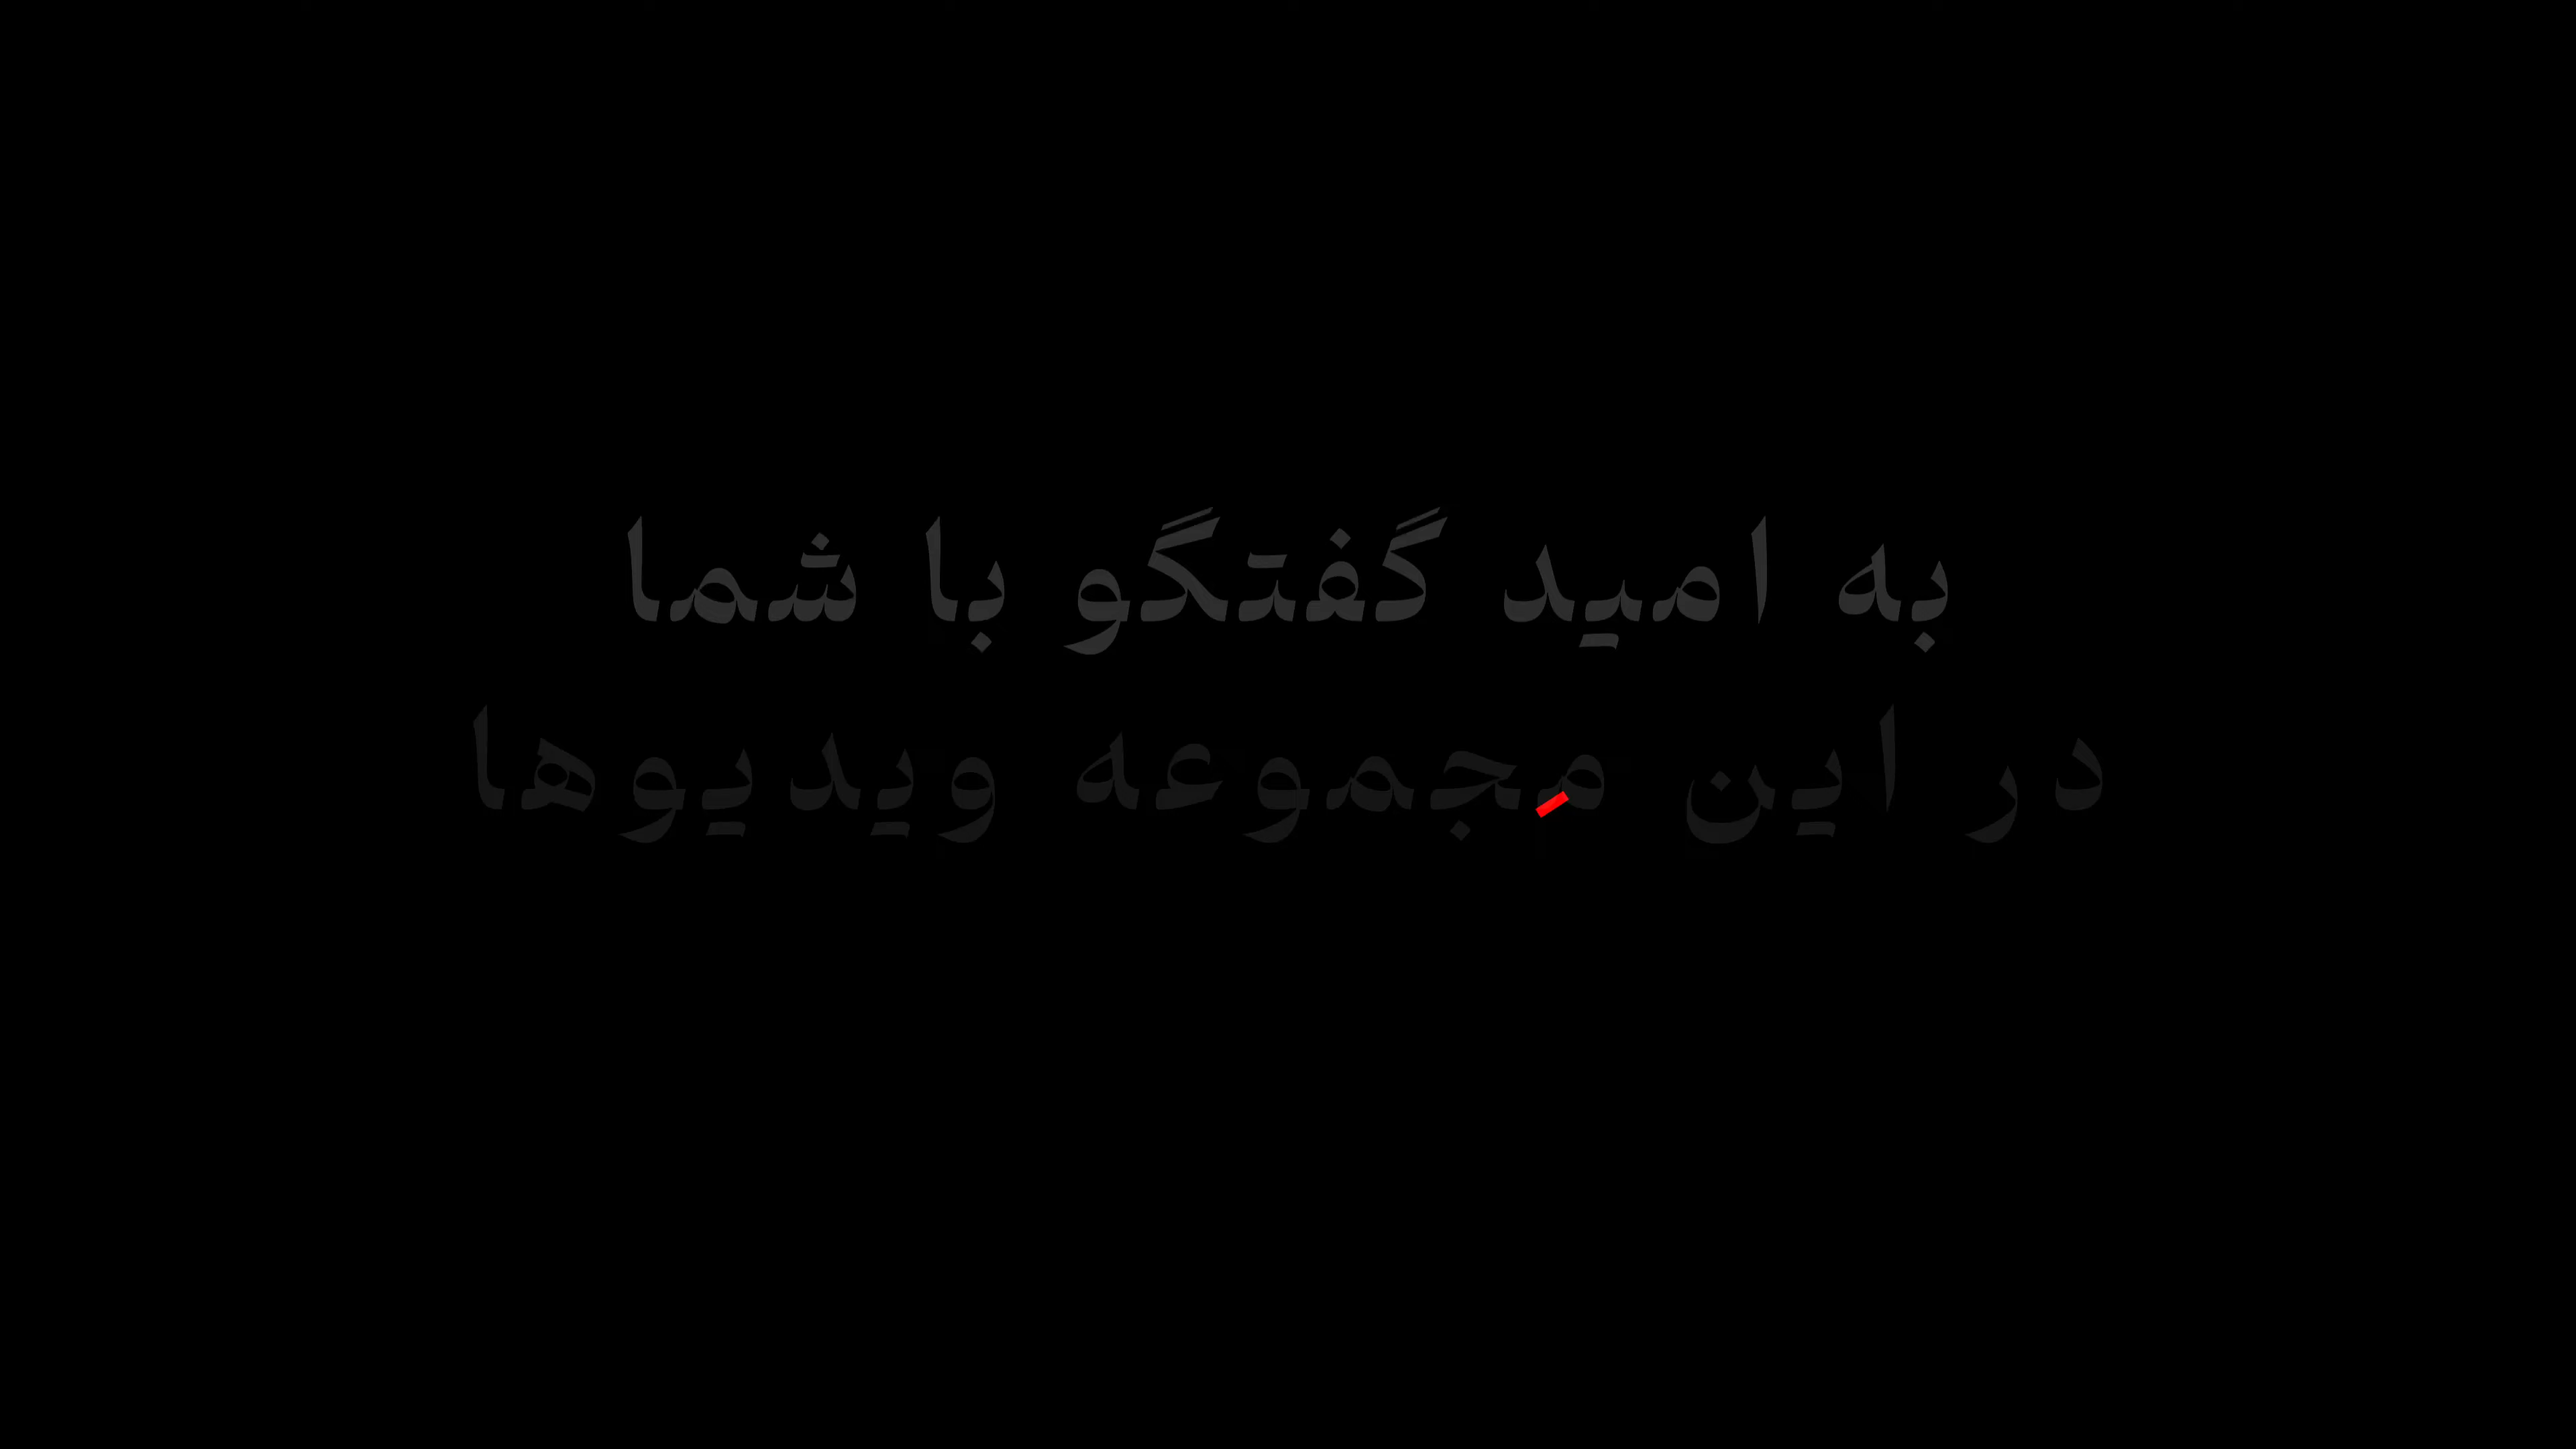 به امید گفتگو با شما
در این مجموعه ویدیوها